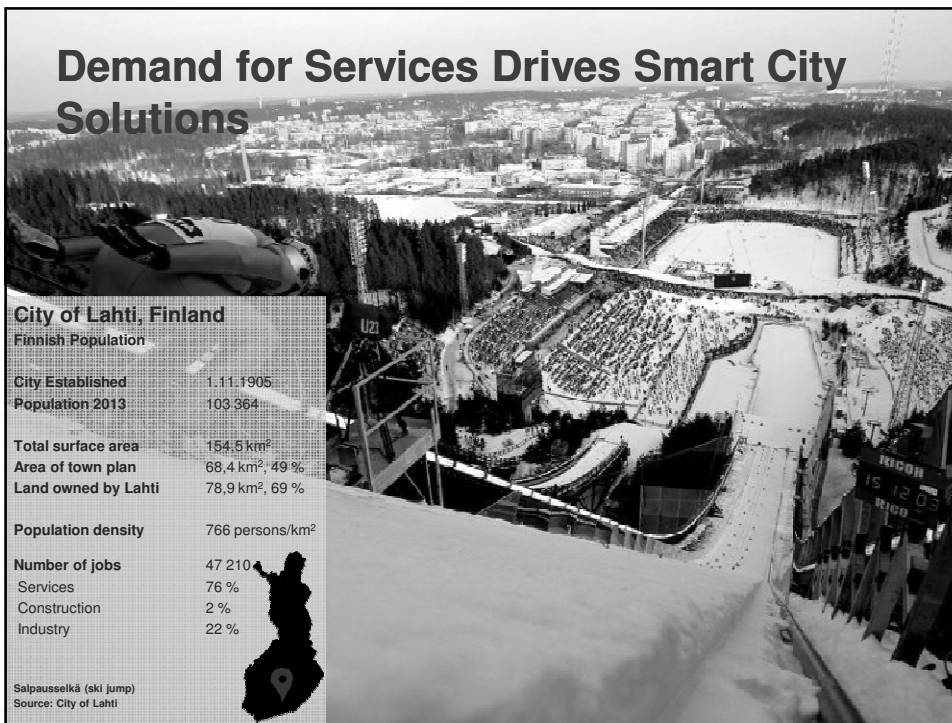 Demand for Services Drives Smart City
Solutions
City of Lahti, Finland
Finnish Population
City Established 1.11.1905
Population 2013 103 364
Total surface area 154,5 km²
Area of town plan 68,4 km², 49 %
Land owned by Lahti 78,9 km², 69 %
Population density 766 persons/km²
Number of jobs 47 210
Services 76 %
Construction 2 %
Industry 22 %
Salpausselkä (ski jump)
Source: City of Lahti
U23
RICOH
15 12 03
RICO